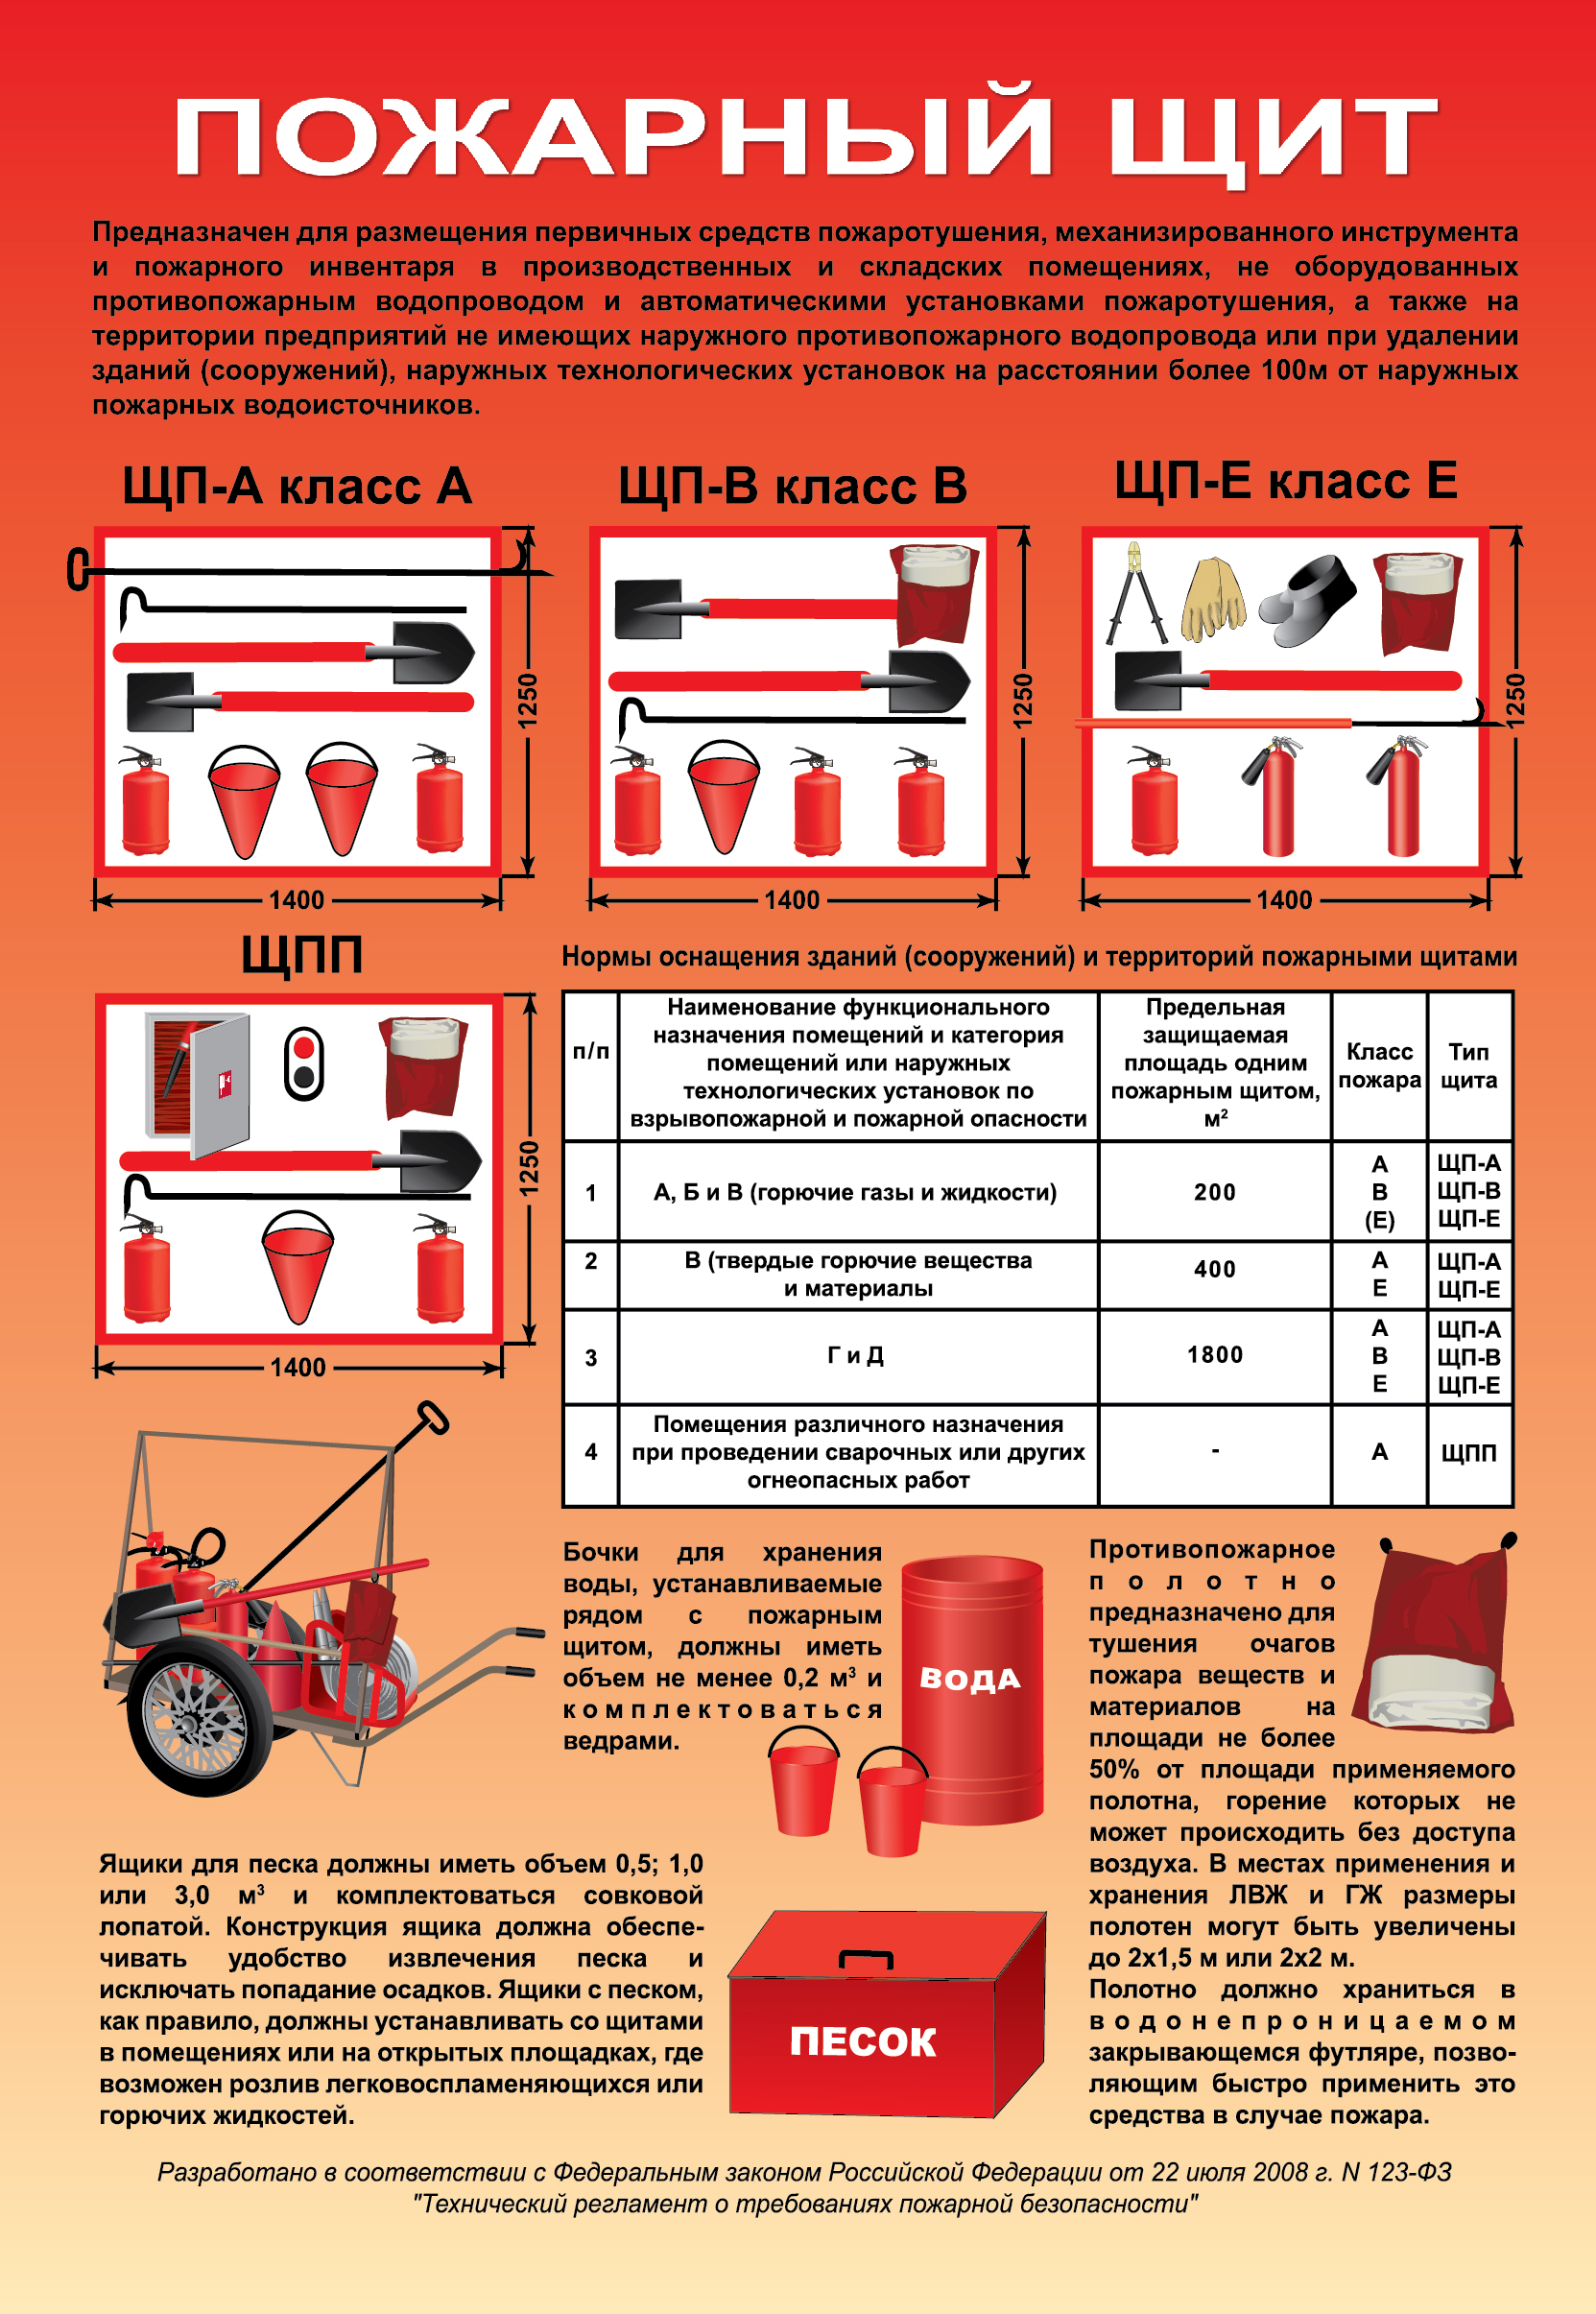 ПОЖАРНЫЙ ЩИТ
Предназначен для размещения первичных средств пожаротушения, механизированного инструмента
и пожарного инвентаря в производственных и складских помещениях, не оборудованных
противопожарным водопроводом и автоматическими установками пожаротушения, а также на
территории предприятий не имеющих наружного противопожарного водопровода или при удалении
зданий (сооружений), наружных технологических установок на расстоянии более 100м от наружных
пожарных водоисточников.
ЩП-А класс А
ЩП-В класс В
ЩП-Е класс Е
1250
1400
1250
1400
1250
1400
ЩПП
1250
1400
Нормы оснащения зданий (сооружений) и территорий пожарными щитами
п/п
Наименование функционального
назначения помещений и категория
помещений или наружных
технологических установок по
взрывопожарной и пожарной опасности
Предельная
защищаемая
площадь одним
пожарным щитом,
м²
Класс
пожара
Тип
щита
1
А, Б и В (горючие газы и жидкости)
200
А
В
(Е)
ЩП-А
ЩП-В
ЩП-Е
2
В (твердые горючие вещества
и материалы
400
А
Е
ЩП-А
ЩП-Е
3
Г и Д
1800
А
В
Е
ЩП-А
ЩП-В
ЩП-Е
4
Помещения различного назначения
при проведении сварочных или других
огнеопасных работ
-
А
ЩПП
Бочки для хранения
воды, устанавливаемые
рядом с пожарным
щитом, должны иметь
объем не менее 0,2 м³ и
комплектоваться
ведрами.
ВОДА
Противопожарное
полотно
предназначено для
тушения очагов
пожара веществ и
материалов на
площади не более
50% от площади применяемого
полотна, горение которых не
может происходить без доступа
воздуха. В местах применения и
хранения ЛВЖ и ГЖ размеры
полотен могут быть увеличены
до 2х1,5 м или 2х2 м.
Полотно должно храниться в
водонепроницаемом
закрывающемся футляре, позво-
ляющим быстро применить это
средства в случае пожара.
Ящики для песка должны иметь объем 0,5; 1,0
или 3,0 м³ и комплектоваться совковой
лопатой. Конструкция ящика должна обеспе-
чивать удобство извлечения песка и
исключать попадание осадков. Ящики с песком,
как правило, должны устанавливать со щитами
в помещениях или на открытых площадках, где
возможен розлив легковоспламеняющихся или
горючих жидкостей.
ПЕСОК
Разработано в соответствии с Федеральным законом Российской Федерации от 22 июля 2008 г. N 123-ФЗ
"Технический регламент о требованиях пожарной безопасности"